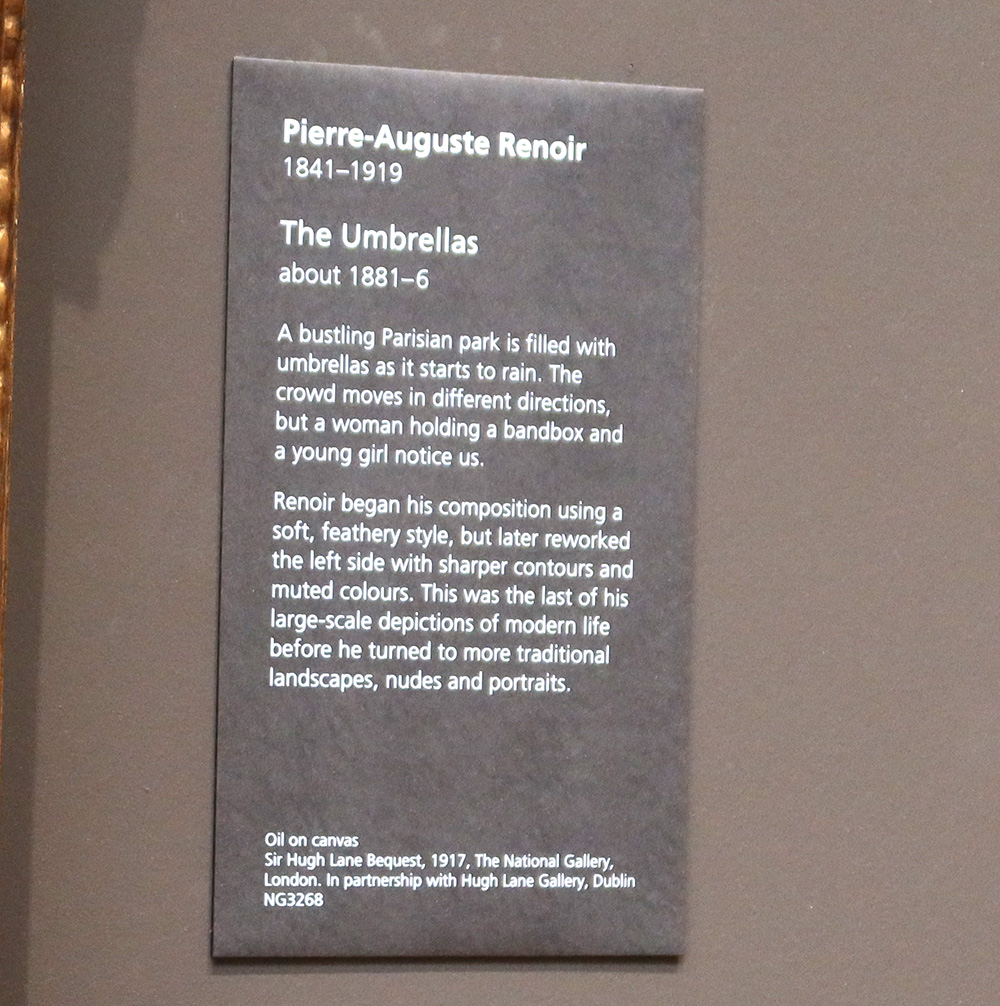 Pierre-Auguste Renoir
1841–1919
The Umbrellas
about 1881–6
A bustling Parisian park is filled with
umbrellas as it starts to rain. The
crowd moves in different directions,
but a woman holding a bandbox and
a young girl notice us.
Renoir began his composition using a
soft, feathery style, but later reworked
the left side with sharper contours and
muted colours. This was the last of his
large-scale depictions of modern life
before he turned to more traditional
landscapes, nudes and portraits.
Oil on canvas
Sir Hugh Lane Bequest, 1917, The National Gallery,
London. In partnership with Hugh Lane Gallery, Dublin
NG3268